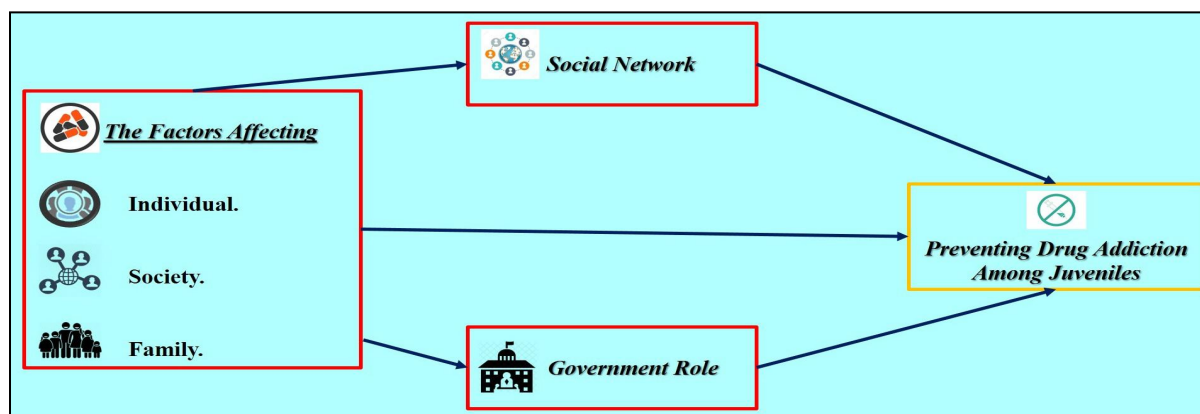 Social Network
The Factors Affecting
Individual.
Society.
Family.
Preventing Drug Addiction
Among Juveniles
Government Role